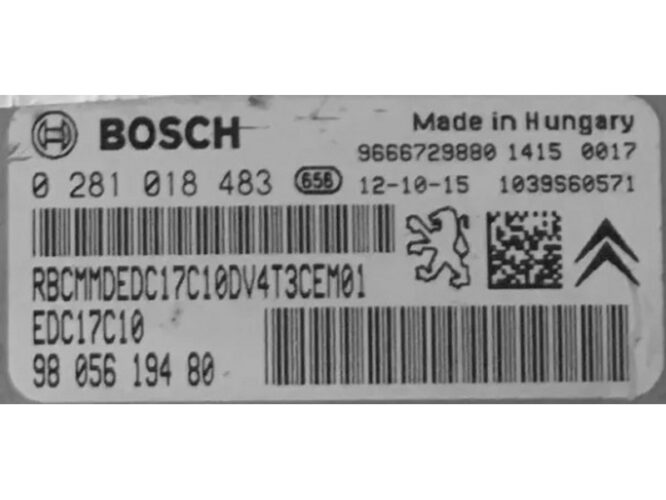 BOSCH
Made in Hungary
9666729880 1415 0017
0 281 018 483 656 12-10-15 1039S60571
RBCMMDEDC17C10DV4T3CEM01
EDC17C10
98 056 194 80